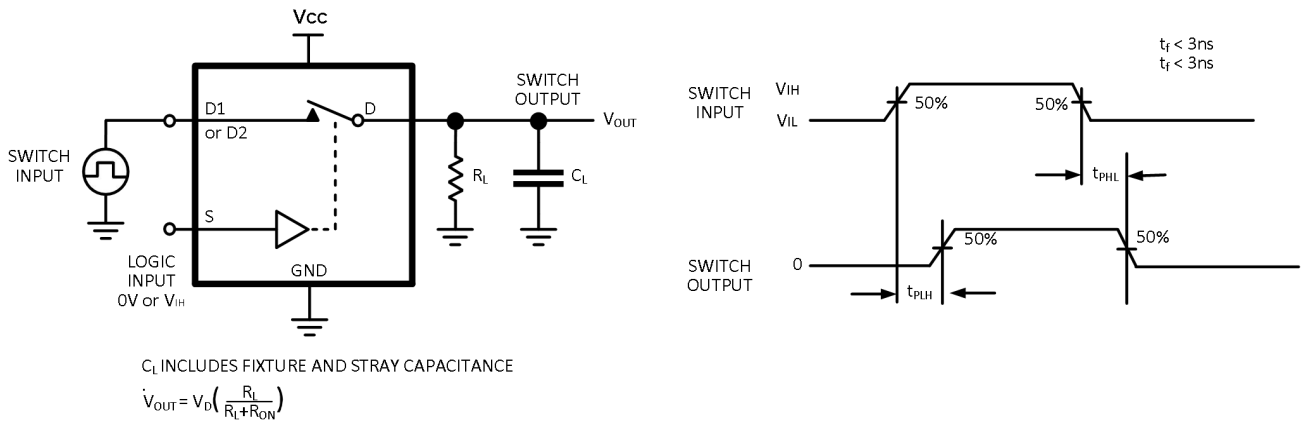 Vcc
D1
or D2
D
SWITCH
OUTPUT
VOUT
SWITCH
INPUT
RL
CL
S
LOGIC
INPUT
0V or VIH
GND
CL INCLUDES FIXTURE AND STRAY CAPACITANCE
VOUT = VD( RL / RL+RON )
tf < 3ns
tf < 3ns
SWITCH
INPUT
VIH
VIL
50%
50%
tPHL
SWITCH
OUTPUT
0
50%
50%
tPLH